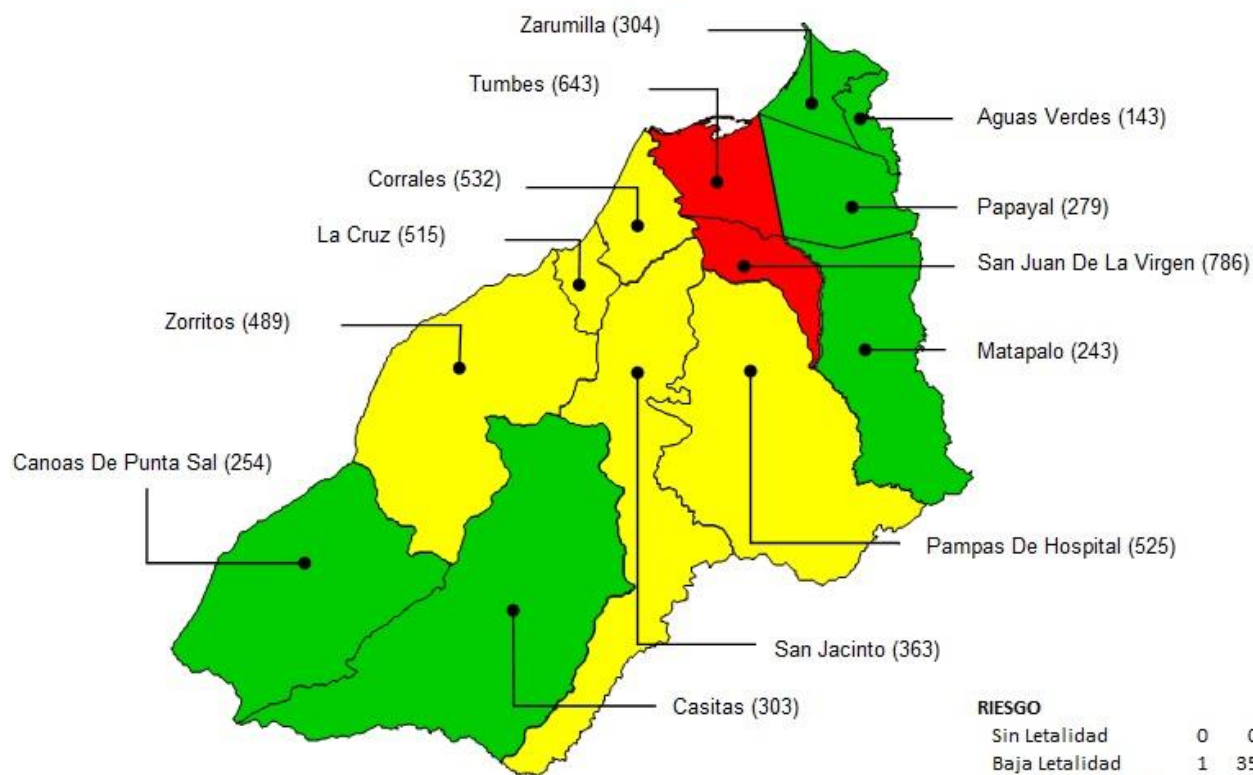 Zarumilla (304)
Tumbes (643)
Aguas Verdes (143)
Corrales (532)
Papayal (279)
La Cruz (515)
San Juan De La Virgen (786)
Zorritos (489)
Matapalo (243)
Canoas De Punta Sal (254)
Pampas De Hospital (525)
San Jacinto (363)
Casitas (303)
RIESGO
Sin Letalidad 0
Baja Letalidad 1